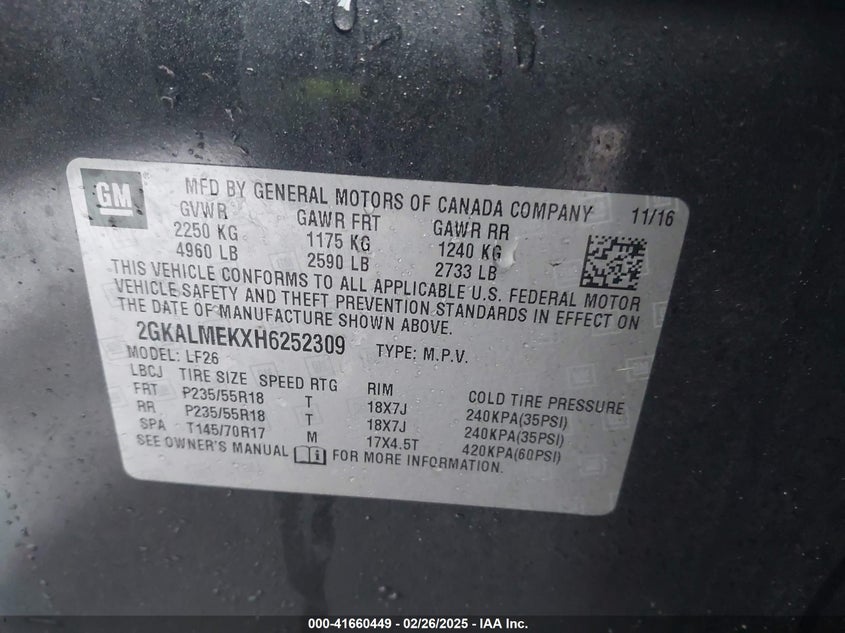 GM
MFD BY GENERAL MOTORS OF CANADA COMPANY 11/16
GVWR GAWR FRT GAWR RR
2250 KG 1175 KG 1240 KG
4960 LB 2590 LB 2733 LB
THIS VEHICLE CONFORMS TO ALL APPLICABLE U.S. FEDERAL MOTOR
VEHICLE SAFETY AND THEFT PREVENTION STANDARDS IN EFFECT ON
THE DATE OF MANUFACTURE SHOWN ABOVE.
2GKALMEKXH6252309 TYPE: M.P.V.
MODEL: LF26
LBCJ TIRE SIZE SPEED RTG RIM COLD TIRE PRESSURE
FRT P235/55R18 T 18X7J 240KPA(35PSI)
RR P235/55R18 T 18X7J 240KPA(35PSI)
SPA T145/70R17 M 17X4.5T 420KPA(60PSI)
SEE OWNER'S MANUAL FOR MORE INFORMATION.
000-41660449 - 02/26/2025 - IAA Inc.